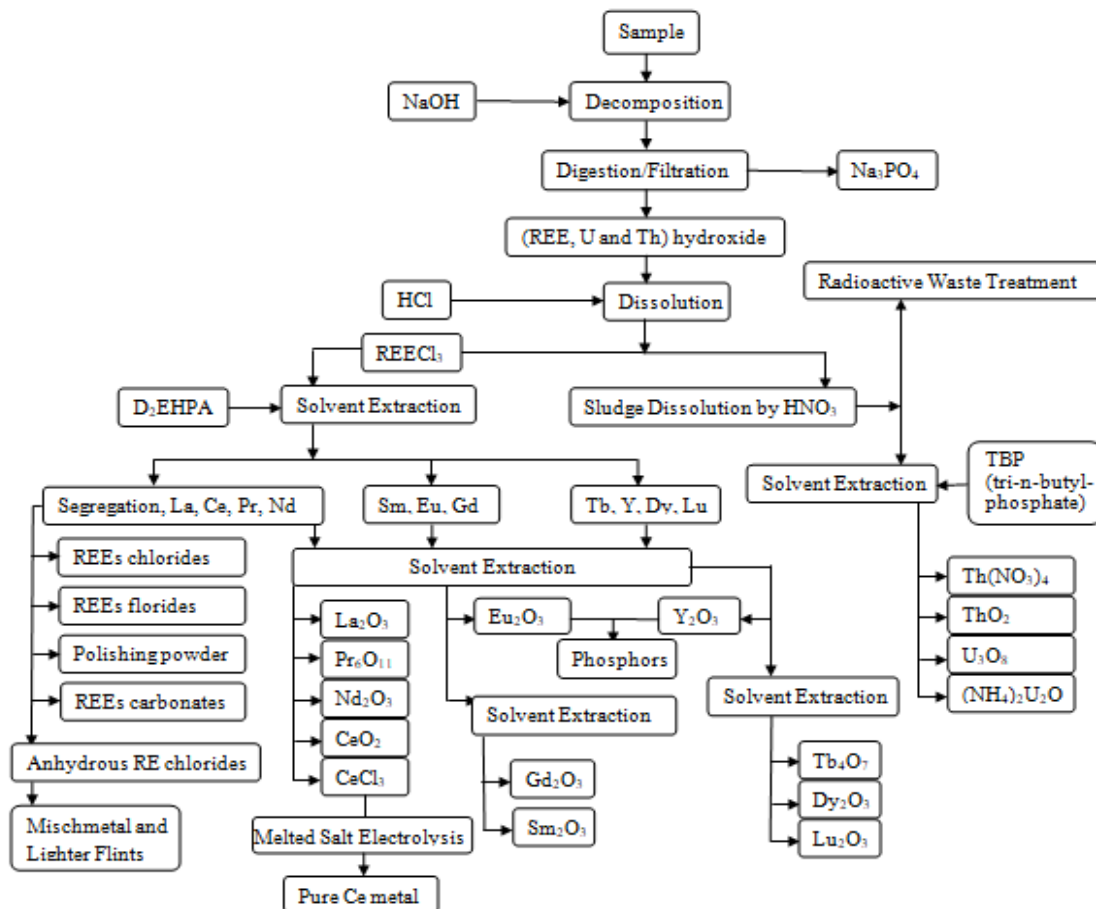 Sample
NaOH
Decomposition
Digestion/Filtration
Na₃PO₄
(REE, U and Th) hydroxide
Radioactive Waste Treatment
HCl
Dissolution
REECl₃
D₂EHPA
Solvent Extraction
Sludge Dissolution by HNO₃
TBP
(tri-n-butyl-
phosphate)
Solvent Extraction
Segregation, La, Ce, Pr, Nd
Sm, Eu, Gd
Tb, Y, Dy, Lu
REEs chlorides
Solvent Extraction
Th(NO₃)₄
REEs florides
La₂O₃
Eu₂O₃
Y₂O₃
ThO₂
Polishing powder
Pr₆O₁₁
Phosphors
U₃O₈
REEs carbonates
Nd₂O₃
Solvent Extraction
Solvent Extraction
(NH₄)₂U₂O
CeO₂
Anhydrous RE chlorides
CeCl₃
Gd₂O₃
Tb₄O₇
Dy₂O₃
Mischmetal and
Lighter Flints
Melted Salt Electrolysis
Sm₂O₃
Lu₂O₃
Pure Ce metal